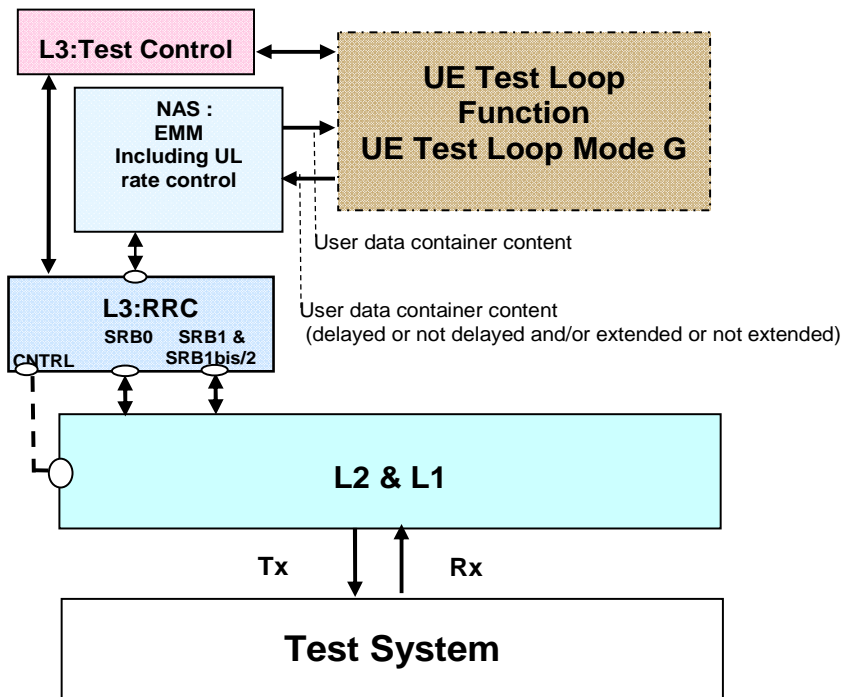 L3:Test Control
UE Test Loop
Function
UE Test Loop Mode G
NAS :
EMM
Including UL
rate control
User data container content
User data container content
(delayed or not delayed and/or extended or not extended)
L3:RRC
SRB0
SRB1 &
SRB1bis/2
CNTRL
L2 & L1
Tx
Rx
Test System